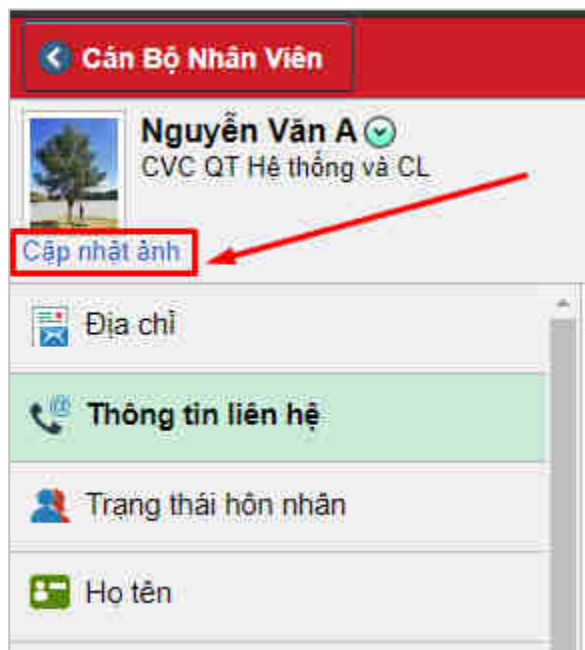 Cán Bộ Nhân Viên
Nguyễn Văn A
CVC QT Hệ thống và CL
Cập nhật ảnh
Địa chỉ
Thông tin liên hệ
Trạng thái hôn nhân
Họ tên